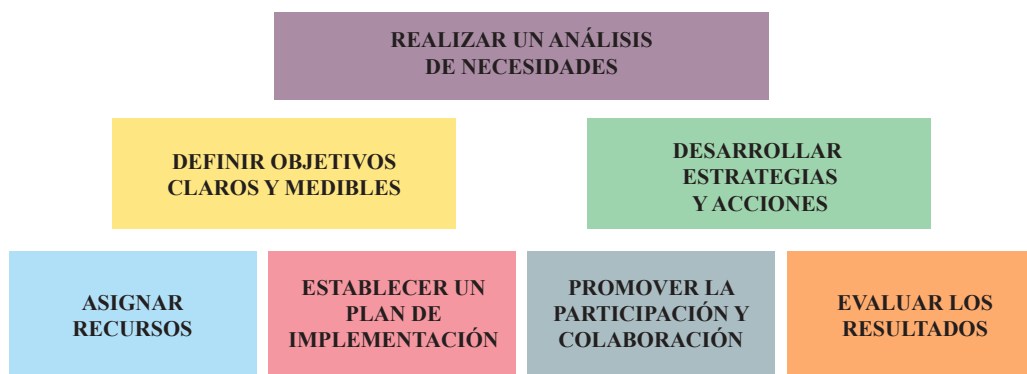 REALIZAR UN ANÁLISIS
DE NECESIDADES
DEFINIR OBJETIVOS
CLAROS Y MEDIBLES
DESARROLLAR
ESTRATEGIAS
Y ACCIONES
ASIGNAR
RECURSOS
ESTABLECER UN
PLAN DE
IMPLEMENTACIÓN
PROMOVER LA
PARTICIPACIÓN Y
COLABORACIÓN
EVALUAR LOS
RESULTADOS